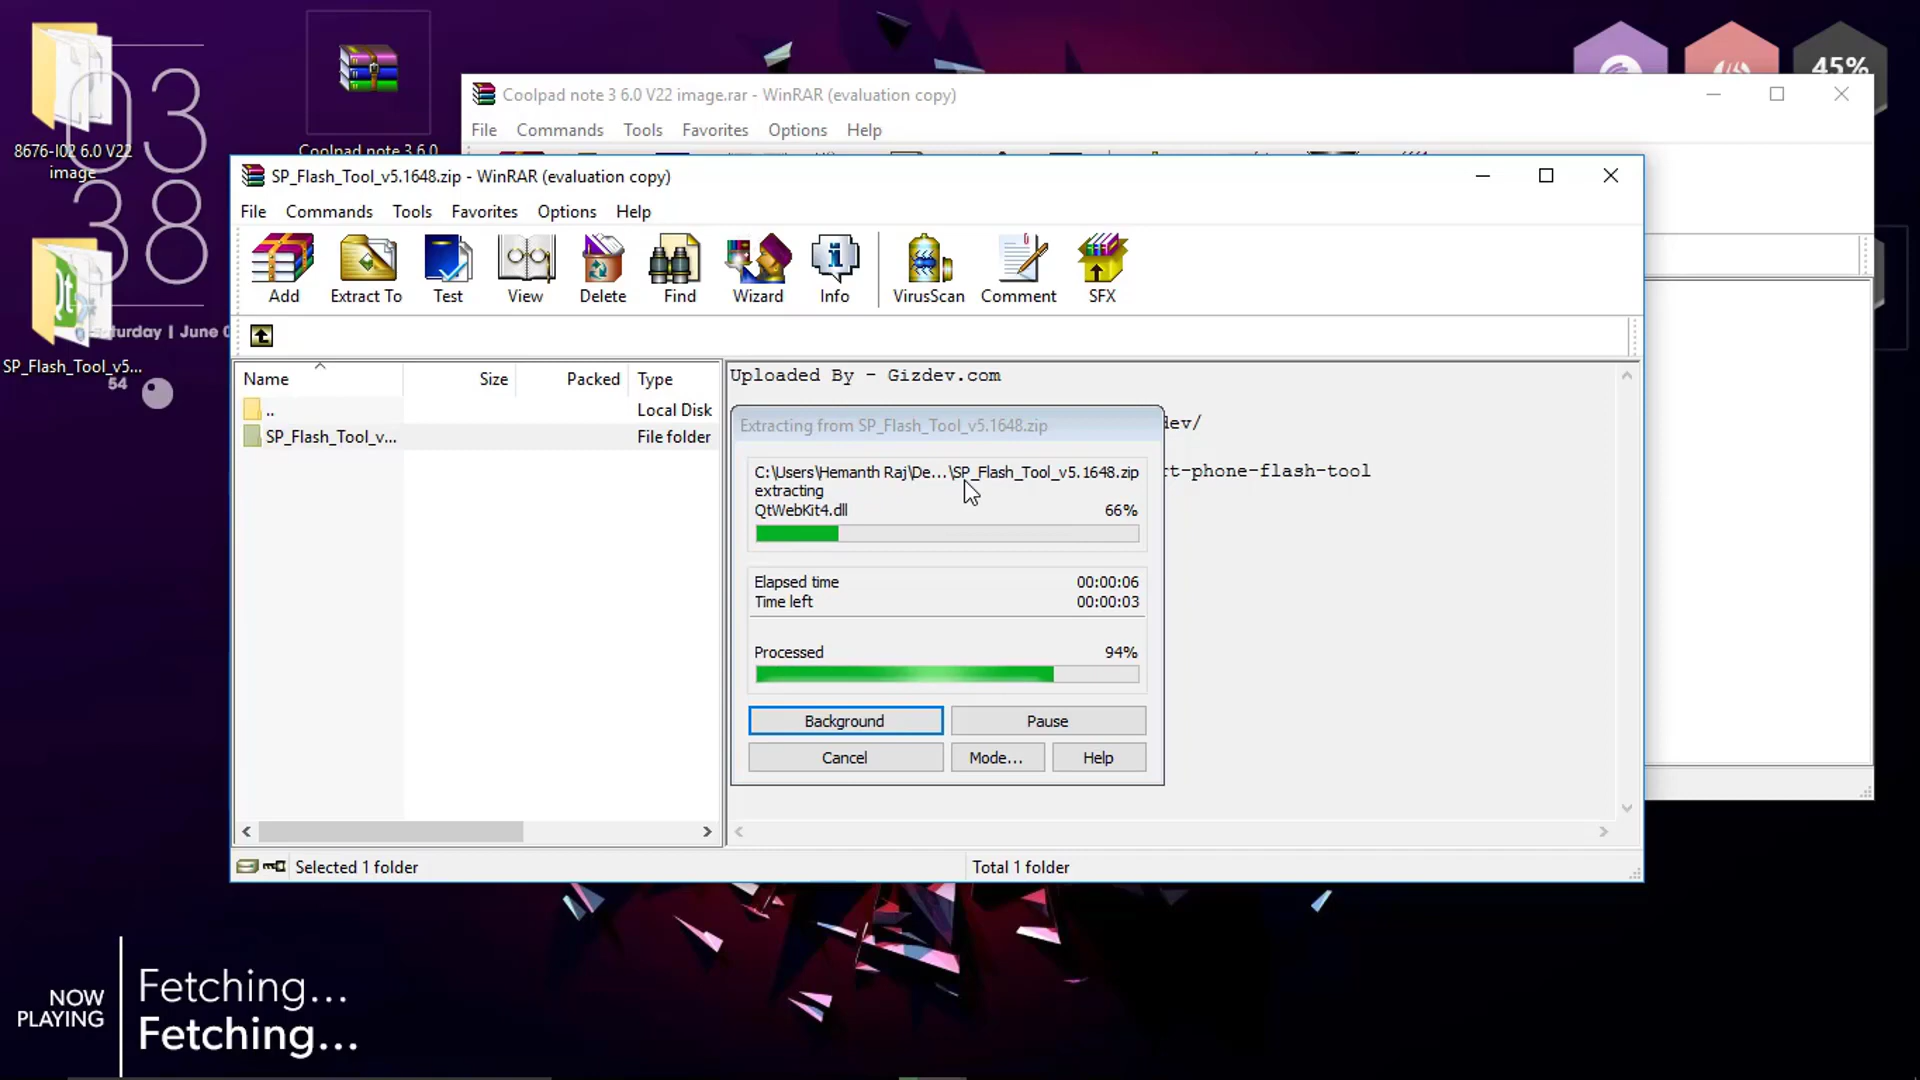 45%
03
38
8676-I02 6.0 V22
image
Coolpad note 3 6.0
SP_Flash_Tool_v5...
turday | June
54
Coolpad note 3 6.0 V22 image.rar - WinRAR (evaluation copy)
File Commands Tools Favorites Options Help
SP_Flash_Tool_v5.1648.zip - WinRAR (evaluation copy)
File Commands Tools Favorites Options Help
Add Extract To Test View Delete Find Wizard Info VirusScan Comment SFX
Name Size Packed Type
.. Local Disk
SP_Flash_Tool_v... File folder
Uploaded By - Gizdev.com
dev/
rt-phone-flash-tool
Extracting from SP_Flash_Tool_v5.1648.zip
C:\Users\Hemanth Raj\De...\SP_Flash_Tool_v5.1648.zip
extracting
QtWebKit4.dll 66%
Elapsed time 00:00:06
Time left 00:00:03
Processed 94%
Background Pause
Cancel Mode... Help
Selected 1 folder Total 1 folder
NOW
PLAYING
Fetching...
Fetching...